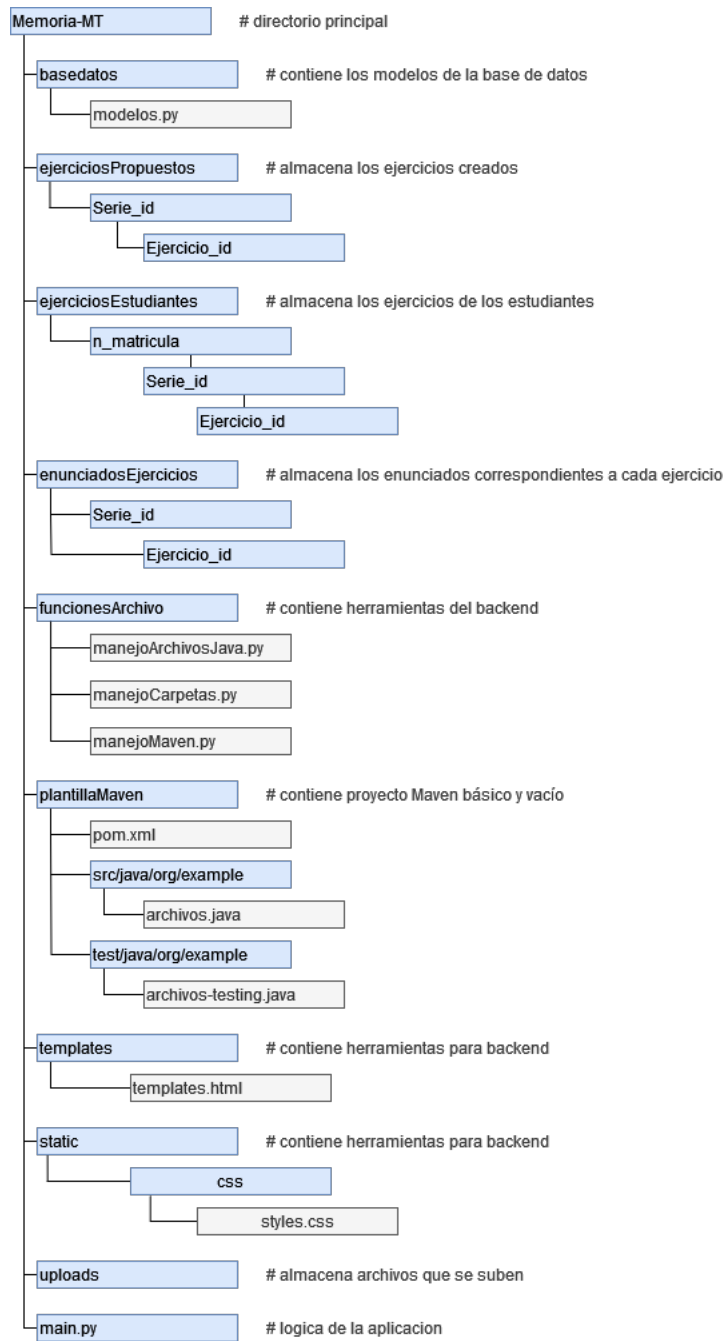 Memoria-MT # directorio principal
basedatos # contiene los modelos de la base de datos
modelos.py
ejerciciosPropuestos # almacena los ejercicios creados
Serie_id
Ejercicio_id
ejerciciosEstudiantes # almacena los ejercicios de los estudiantes
n_matricula
Serie_id
Ejercicio_id
enunciadosEjercicios # almacena los enunciados correspondientes a cada ejercicio
Serie_id
Ejercicio_id
funcionesArchivo # contiene herramientas del backend
manejoArchivosJava.py
manejoCarpetas.py
manejoMaven.py
plantillaMaven # contiene proyecto Maven básico y vacío
pom.xml
src/java/org/example
archivos.java
test/java/org/example
archivos-testing.java
templates # contiene herramientas para backend
templates.html
static # contiene herramientas para backend
css
styles.css
uploads # almacena archivos que se suben
main.py # logica de la aplicacion